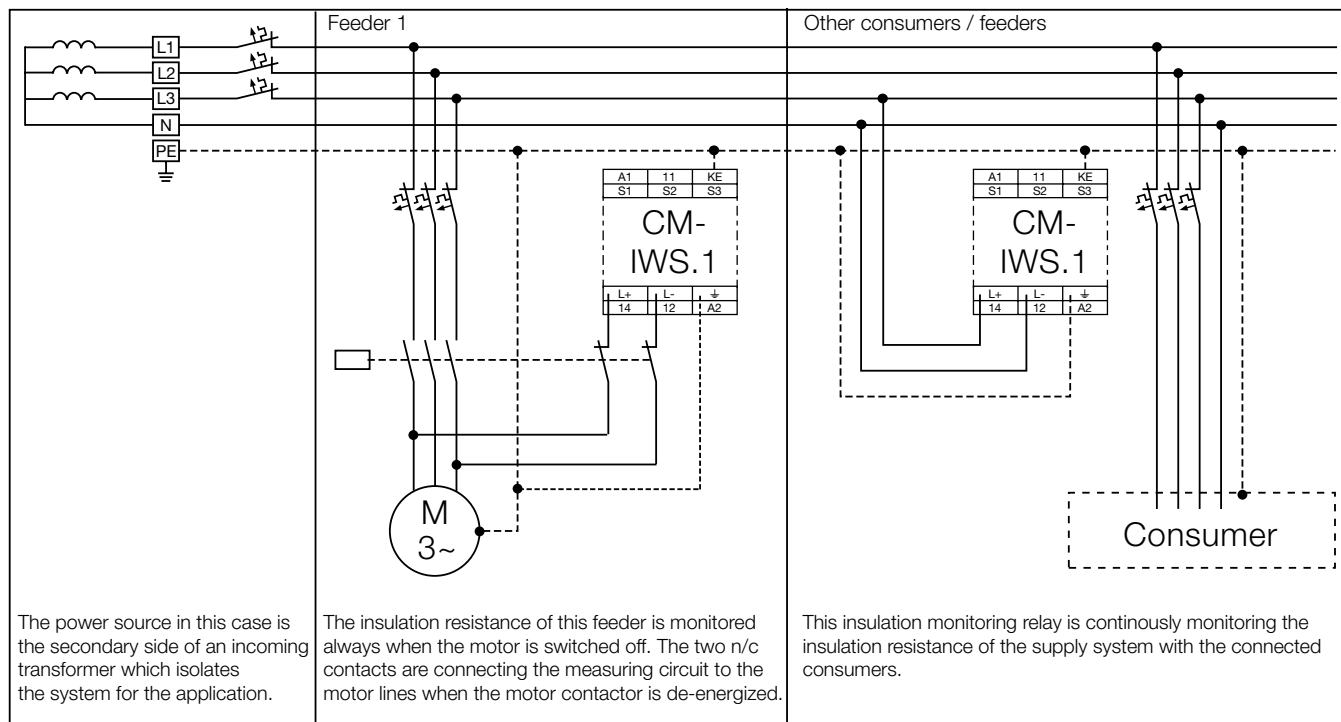 Feeder 1
Other consumers / feeders
L1
L2
L3
N
PE
A1 11 KE
S1 S2 S3
CM-
IWS.1
L+ L- ⏚
14 12 A2
A1 11 KE
S1 S2 S3
CM-
IWS.1
L+ L- ⏚
14 12 A2
M
3~
Consumer
The power source in this case is
the secondary side of an incoming
transformer which isolates
the system for the application.
The insulation resistance of this feeder is monitored
always when the motor is switched off. The two n/c
contacts are connecting the measuring circuit to the
motor lines when the motor contactor is de-energized.
This insulation monitoring relay is continously monitoring the
insulation resistance of the supply system with the connected
consumers.